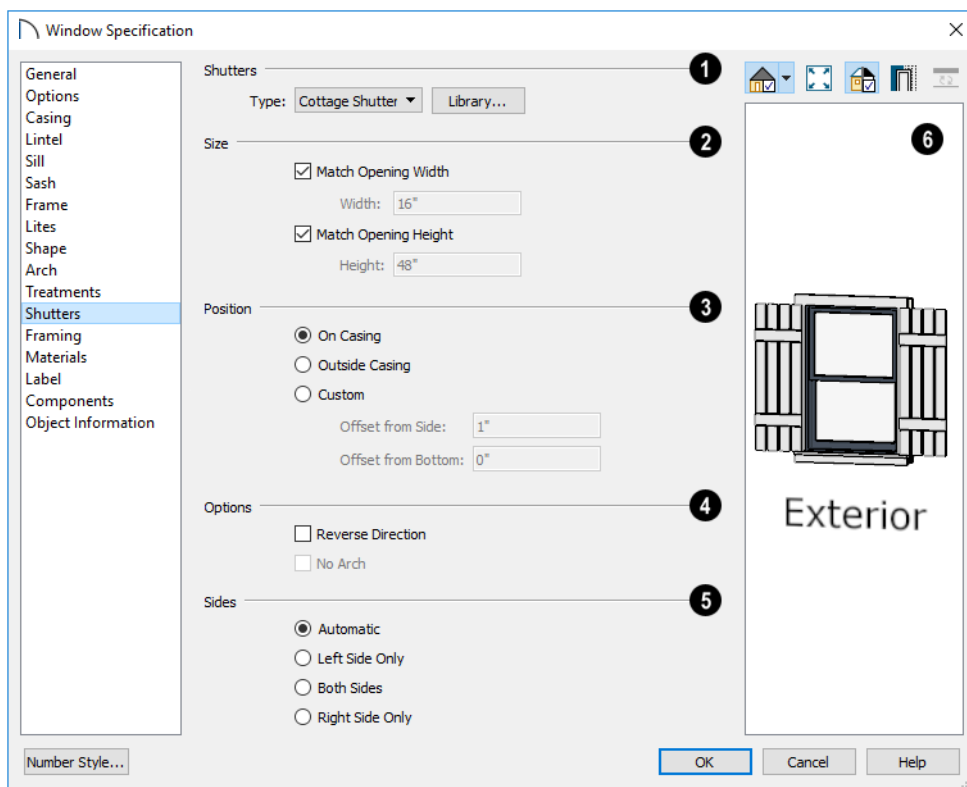 Window Specification
General
Options
Casing
Lintel
Sill
Sash
Frame
Lites
Shape
Arch
Treatments
Shutters
Framing
Materials
Label
Components
Object Information
Shutters 1
Type: Cottage Shutter Library...
Size 2
Match Opening Width
Width: 16"
Match Opening Height
Height: 48"
Position 3
On Casing
Outside Casing
Custom
Offset from Side: 1"
Offset from Bottom: 0"
Options 4
Reverse Direction
No Arch
Sides 5
Automatic
Left Side Only
Both Sides
Right Side Only
6
Exterior
Number Style... OK Cancel Help